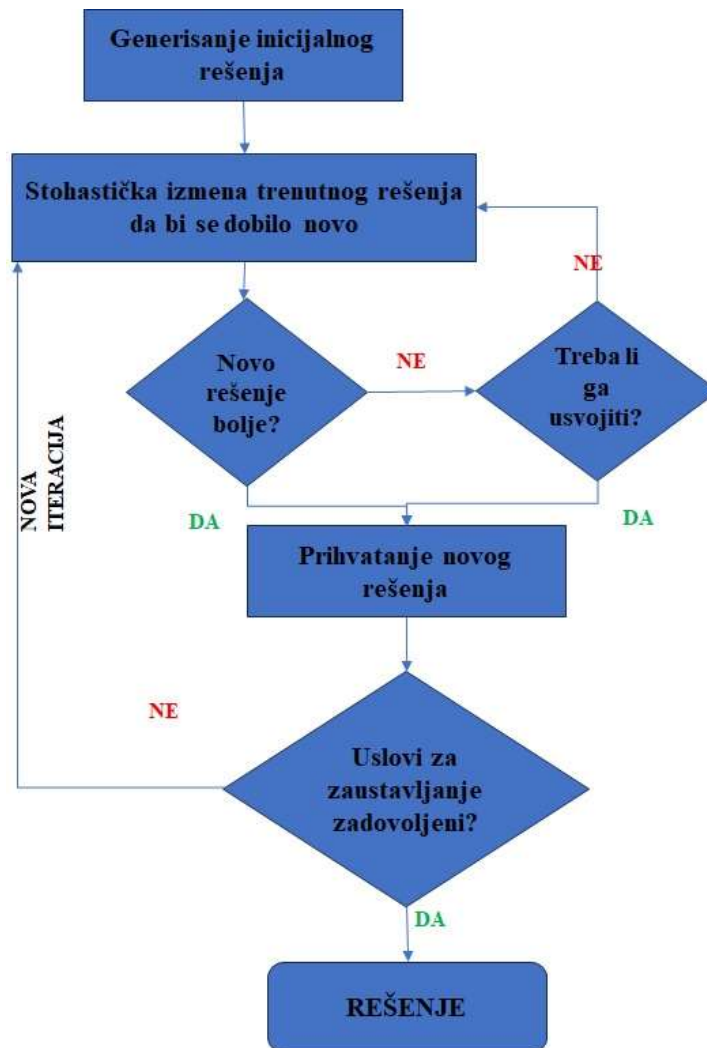 Generisanje inicijalnog
rešenja
Stohastička izmena trenutnog rešenja
da bi se dobilo novo
NE
Novo
rešenje
bolje?
NE
Treba li
ga
usvojiti?
NOVA
ITERACIJA
DA
DA
Prihvatanje novog
rešenja
NE
Uslovi za
zaustavljanje
zadovoljeni?
DA
REŠENJE